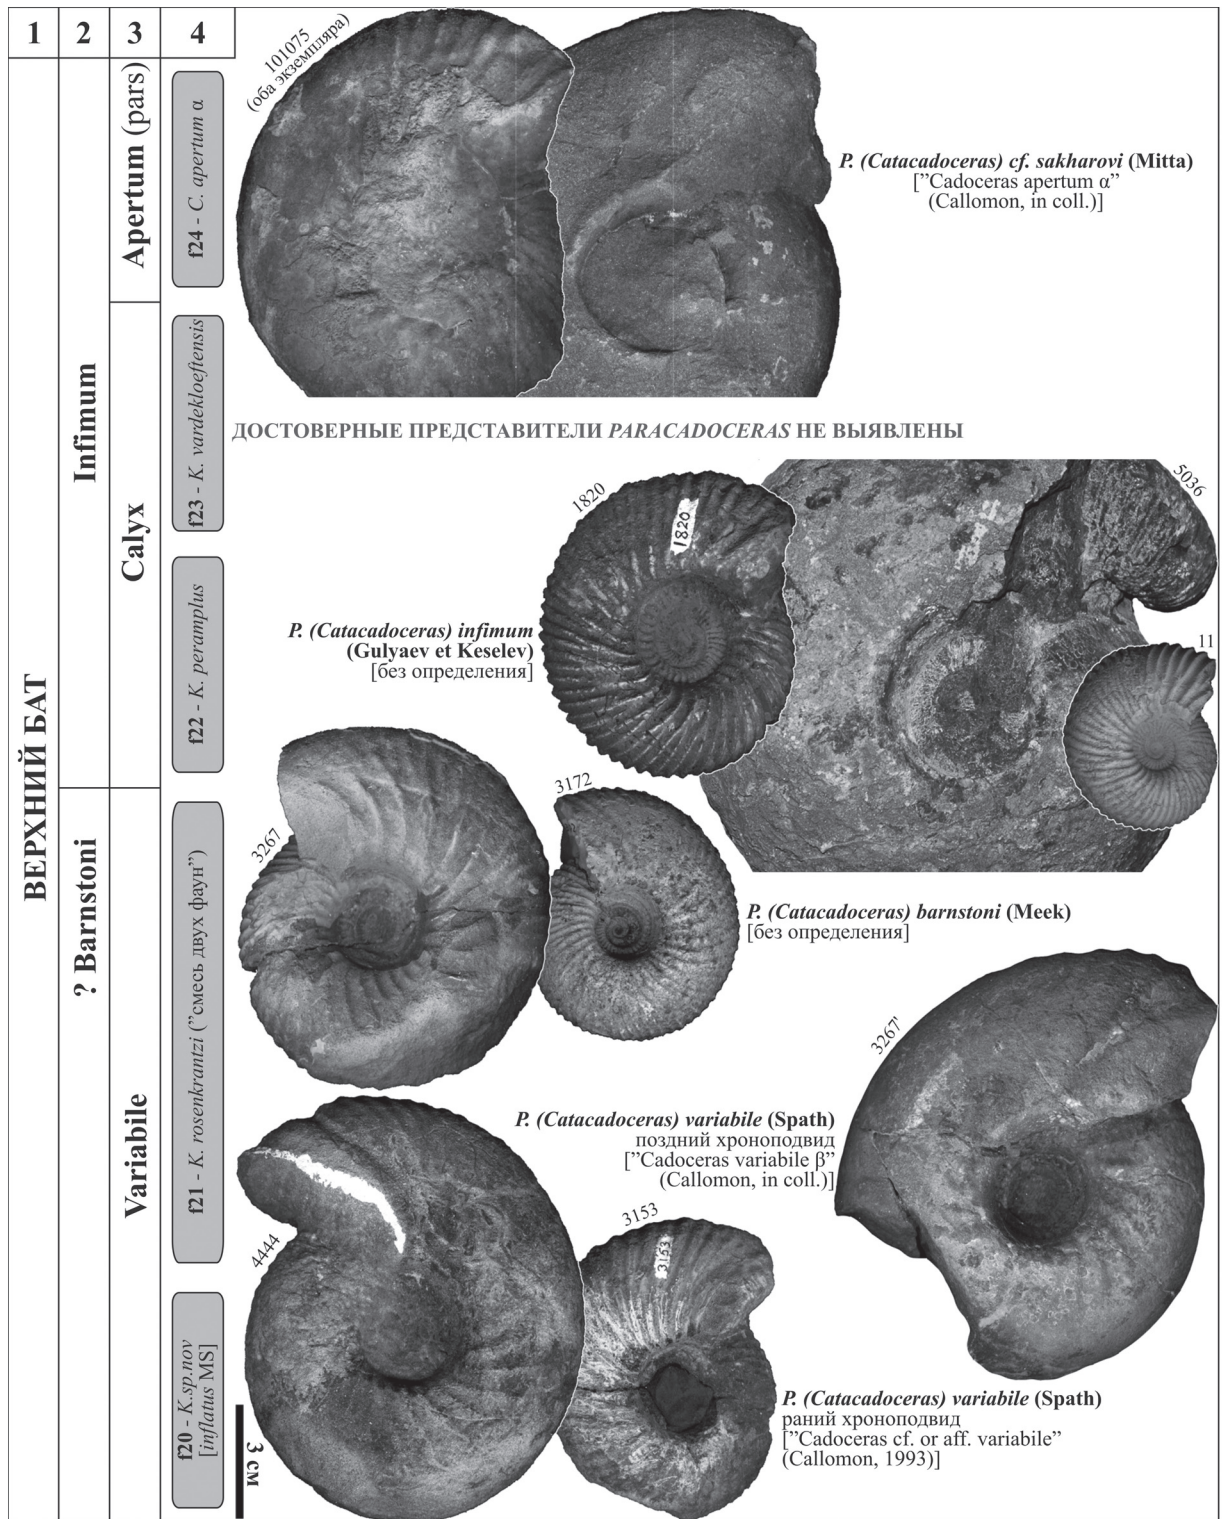 1
2
3
4
ВЕРХНИЙ БАТ
Infimum
? Barnstoni
Apertum (pars)
Calyx
Variabile
f24 - C. apertum α
f23 - K. vardekloeftensis
f22 - K. peramplus
f21 - K. rosenkrantzi ("смесь двух фаун")
f20 - K.sp.nov
[inflatus MS]
101075
(оба экземпляра)
P. (Catacadoceras) cf. sakharovi (Mitta)
["Cadoceras apertum α"
(Callomon, in coll.)]
ДОСТОВЕРНЫЕ ПРЕДСТАВИТЕЛИ PARACADOCERAS НЕ ВЫЯВЛЕНЫ
1820
1820
5036
11
P. (Catacadoceras) infimum
(Gulyaev et Keselev)
[без определения]
3267
3172
P. (Catacadoceras) barnstoni (Meek)
[без определения]
3267'
P. (Catacadoceras) variabile (Spath)
поздний хроноподвид
["Cadoceras variabile β"
(Callomon, in coll.)]
4444
3153
3153
P. (Catacadoceras) variabile (Spath)
раний хроноподвид
["Cadoceras cf. or aff. variabile"
(Callomon, 1993)]
3 см